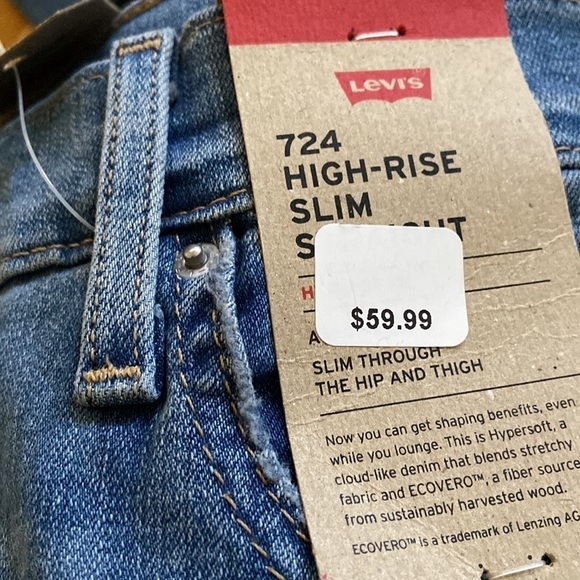 Levi's
724
HIGH-RISE
SLIM
$59.99
SLIM THROUGH
THE HIP AND THIGH
Now you can get shaping benefits, even
while you lounge. This is Hypersoft, a
cloud-like denim that blends stretchy
fabric and ECOVERO™, a fiber source
from sustainably harvested wood.
ECOVERO™ is a trademark of Lenzing AG